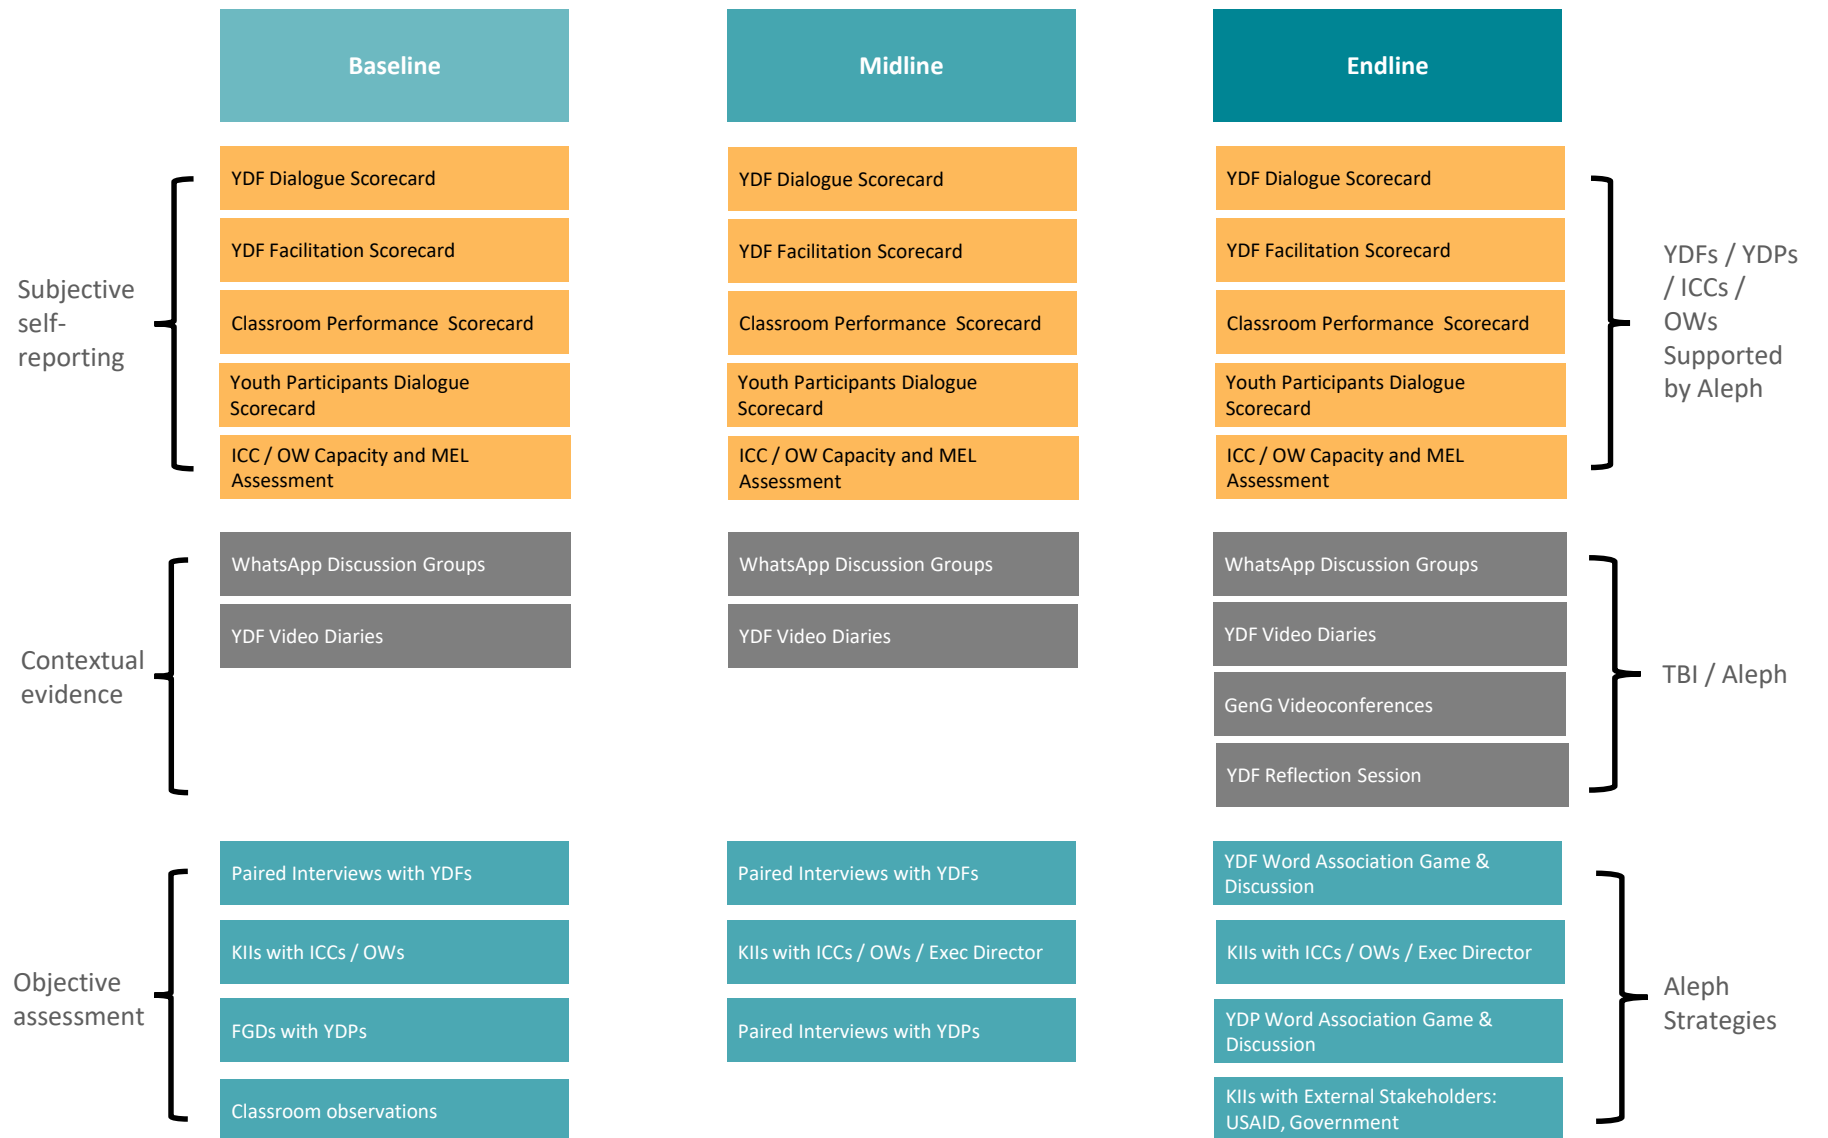 Baseline
Midline
Endline
Subjective
self-
reporting
YDF Dialogue Scorecard
YDF Facilitation Scorecard
Classroom Performance  Scorecard
Youth Participants Dialogue
Scorecard
ICC / OW Capacity and MEL
Assessment
YDF Dialogue Scorecard
YDF Facilitation Scorecard
Classroom Performance  Scorecard
Youth Participants Dialogue
Scorecard
ICC / OW Capacity and MEL
Assessment
YDF Dialogue Scorecard
YDF Facilitation Scorecard
Classroom Performance  Scorecard
Youth Participants Dialogue
Scorecard
ICC / OW Capacity and MEL
Assessment
YDFs / YDPs
/ ICCs /
OWs
Supported
by Aleph
Contextual
evidence
WhatsApp Discussion Groups
YDF Video Diaries
WhatsApp Discussion Groups
YDF Video Diaries
WhatsApp Discussion Groups
YDF Video Diaries
GenG Videoconferences
YDF Reflection Session
TBI / Aleph
Objective
assessment
Paired Interviews with YDFs
KIIs with ICCs / OWs
FGDs with YDPs
Classroom observations
Paired Interviews with YDFs
KIIs with ICCs / OWs / Exec Director
Paired Interviews with YDPs
YDF Word Association Game &
Discussion
KIIs with ICCs / OWs / Exec Director
YDP Word Association Game &
Discussion
KIIs with External Stakeholders:
USAID, Government
Aleph
Strategies